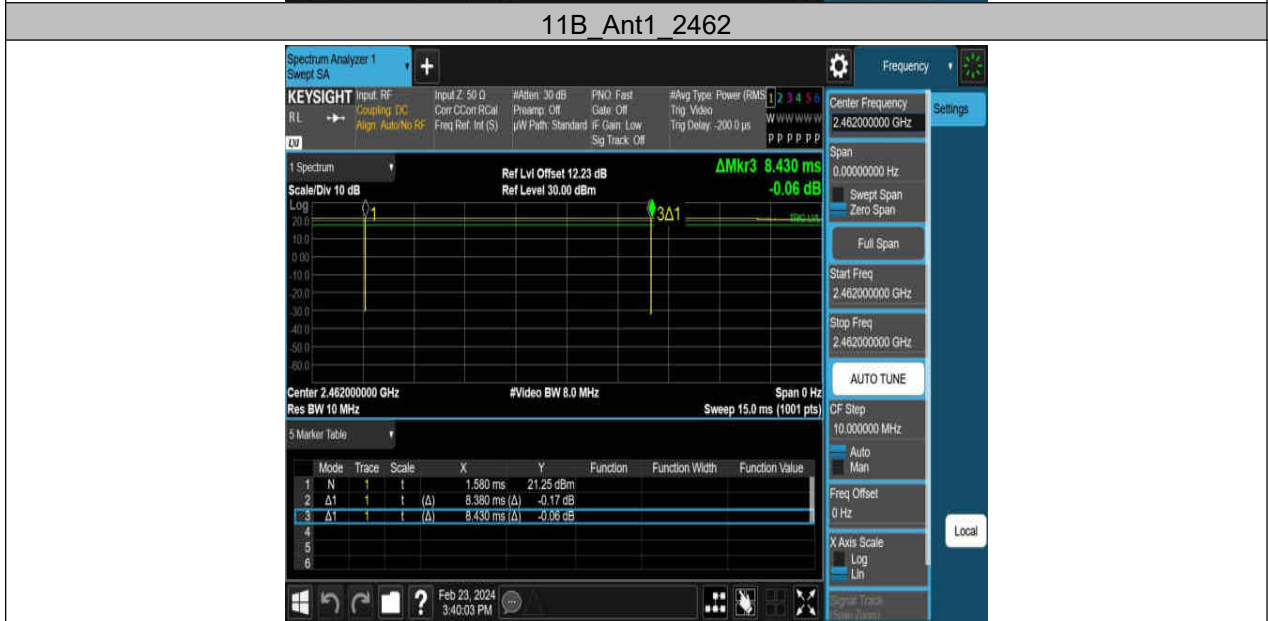 11B_Ant1_2462
Spectrum Analyzer 1
Swept SA
+
Frequency
KEYSIGHT
RL
Input: RF
Coupling: DC
Align: Auto/No RF
Input Z: 50 Ω
Corr CCorr RCal
Freq Ref: Int (S)
#Atten: 30 dB
Preamp: Off
µW Path: Standard
PNO: Fast
Gate: Off
IF Gain: Low
Sig Track: Off
#Avg Type: Power (RMS
Trig: Video
Trig Delay: -200.0 µs
1 2 3 4 5 6
W W W W W W
P P P P P P
Center Frequency
2.462000000 GHz
Settings
Span
0.00000000 Hz
Swept Span
Zero Span
Full Span
Start Freq
2.462000000 GHz
Stop Freq
2.462000000 GHz
AUTO TUNE
CF Step
10.000000 MHz
Auto
Man
Freq Offset
0 Hz
X Axis Scale
Log
Lin
Signal Track
(Span Zoom)
Local
1 Spectrum
Scale/Div 10 dB
Ref Lvl Offset 12.23 dB
Ref Level 30.00 dBm
ΔMkr3 8.430 ms
-0.06 dB
Log
1
3Δ1
TRIG LVL
20.0
10.0
0.00
-10.0
-20.0
-30.0
-40.0
-50.0
-60.0
Center 2.462000000 GHz
#Video BW 8.0 MHz
Span 0 Hz
Res BW 10 MHz
Sweep 15.0 ms (1001 pts)
5 Marker Table
Mode Trace Scale X Y Function Function Width Function Value
1 N 1 t 1.580 ms 21.25 dBm
2 Δ1 1 t (Δ) 8.380 ms (Δ) -0.17 dB
3 Δ1 1 t (Δ) 8.430 ms (Δ) -0.06 dB
4
5
6
?
Feb 23, 2024
3:40:03 PM